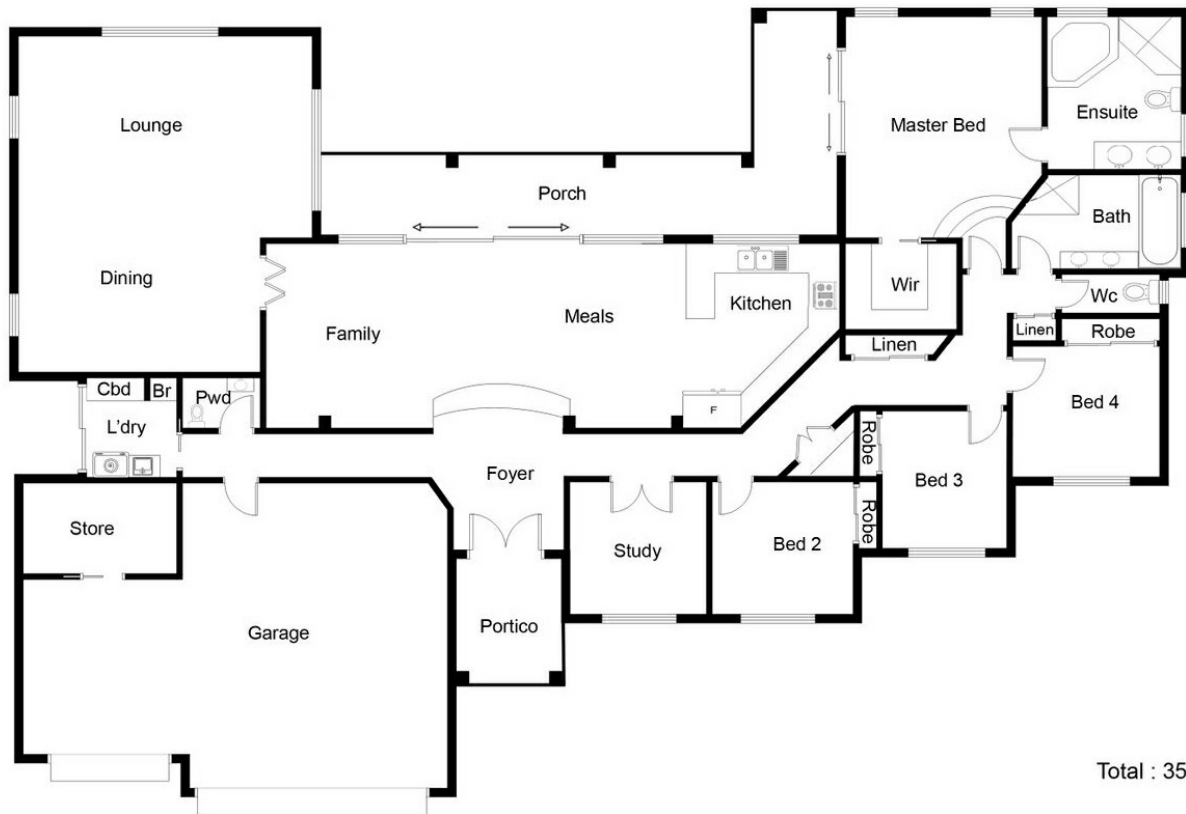 Lounge
Master Bed
Ensuite
Porch
Bath
Dining
Family
Meals
Kitchen
Wir
Wc
Linen
Robe
Linen
Cbd
Br
Pwd
F
Bed 4
L'dry
Foyer
Robe
Bed 3
Store
Study
Bed 2
Robe
Garage
Portico
Total : 35